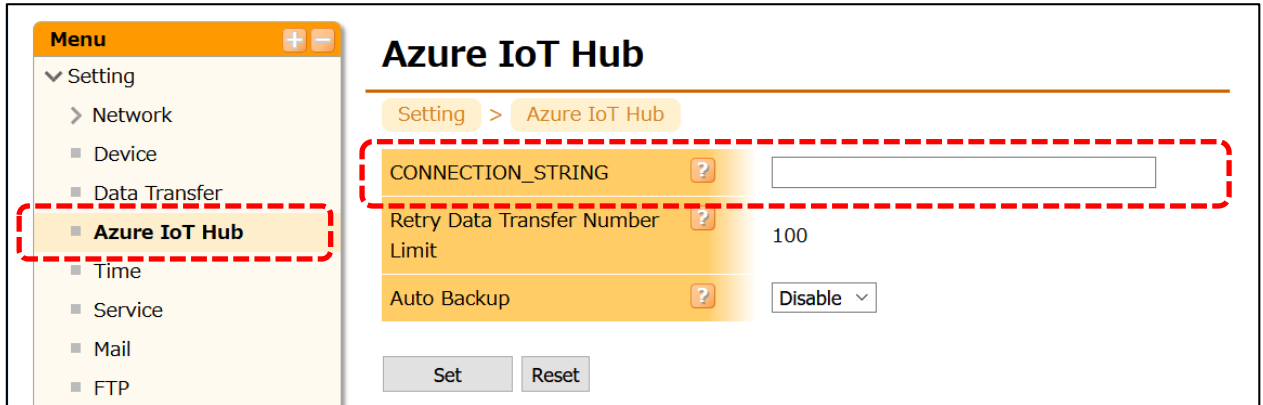 Menu
Setting
Network
Device
Data Transfer
Azure IoT Hub
Time
Service
Mail
FTP
Azure IoT Hub
Setting > Azure IoT Hub
CONNECTION_STRING ?
Retry Data Transfer Number ?
Limit
100
Auto Backup ? Disable
Set Reset